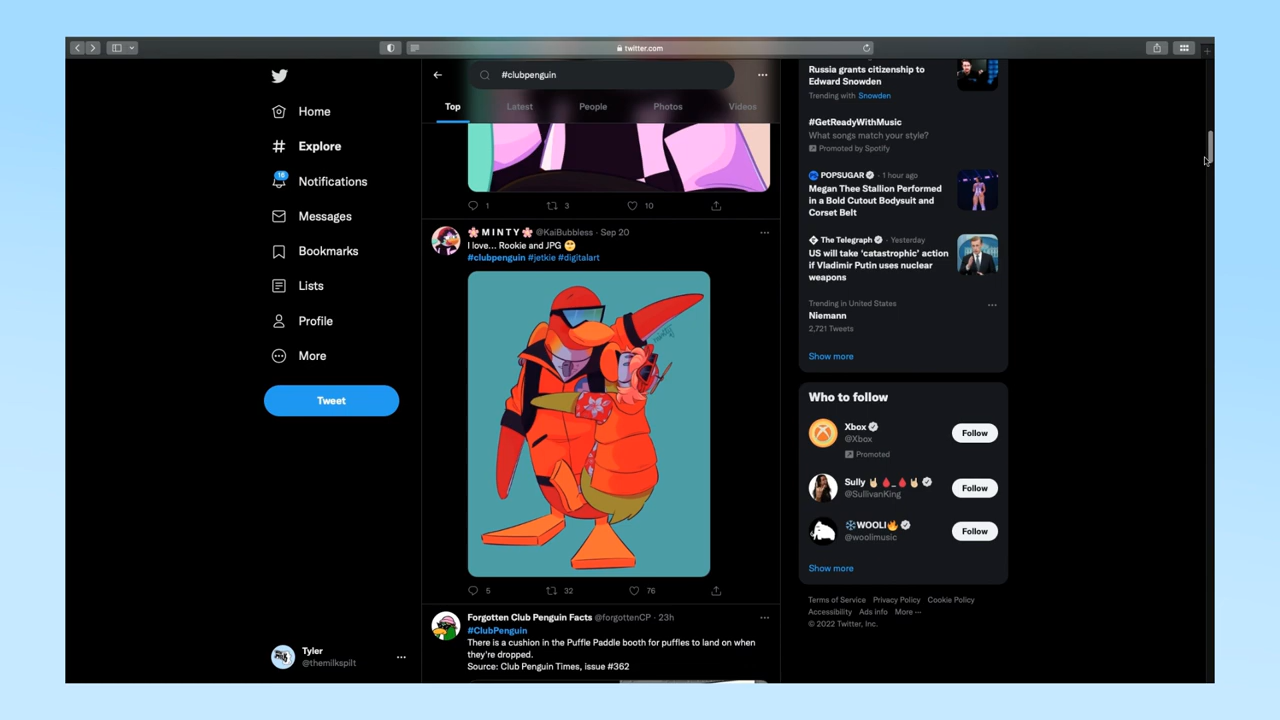 twitter.com
#clubpenguin
Top
Latest
People
Photos
Videos
Home
Explore
16
Notifications
Messages
Bookmarks
Lists
Profile
More
Tweet
Tyler
@themilkspilt
1
3
10
🌸 M I N T Y 🌸 @KaiBubbless · Sep 20
I love... Rookie and JPG 😳
#clubpenguin #jetkie #digitalart
5
32
76
Forgotten Club Penguin Facts @forgottenCP · 23h
#ClubPenguin
There is a cushion in the Puffle Paddle booth for puffles to land on when
they're dropped.
Source: Club Penguin Times, issue #362
Russia grants citizenship to
Edward Snowden
Trending with Snowden
#GetReadyWithMusic
What songs match your style?
Promoted by Spotify
POPSUGAR · 1 hour ago
Megan Thee Stallion Performed
in a Bold Cutout Bodysuit and
Corset Belt
The Telegraph · Yesterday
US will take ‘catastrophic’ action
if Vladimir Putin uses nuclear
weapons
Trending in United States
Niemann
2,721 Tweets
Show more
Who to follow
Xbox
@Xbox
Promoted
Follow
Sully 🤘🩸_🩸🤘
@SullivanKing
Follow
❄️WOOLI🔥
@woolimusic
Follow
Show more
Terms of Service Privacy Policy Cookie Policy
Accessibility Ads info More ···
© 2022 Twitter, Inc.